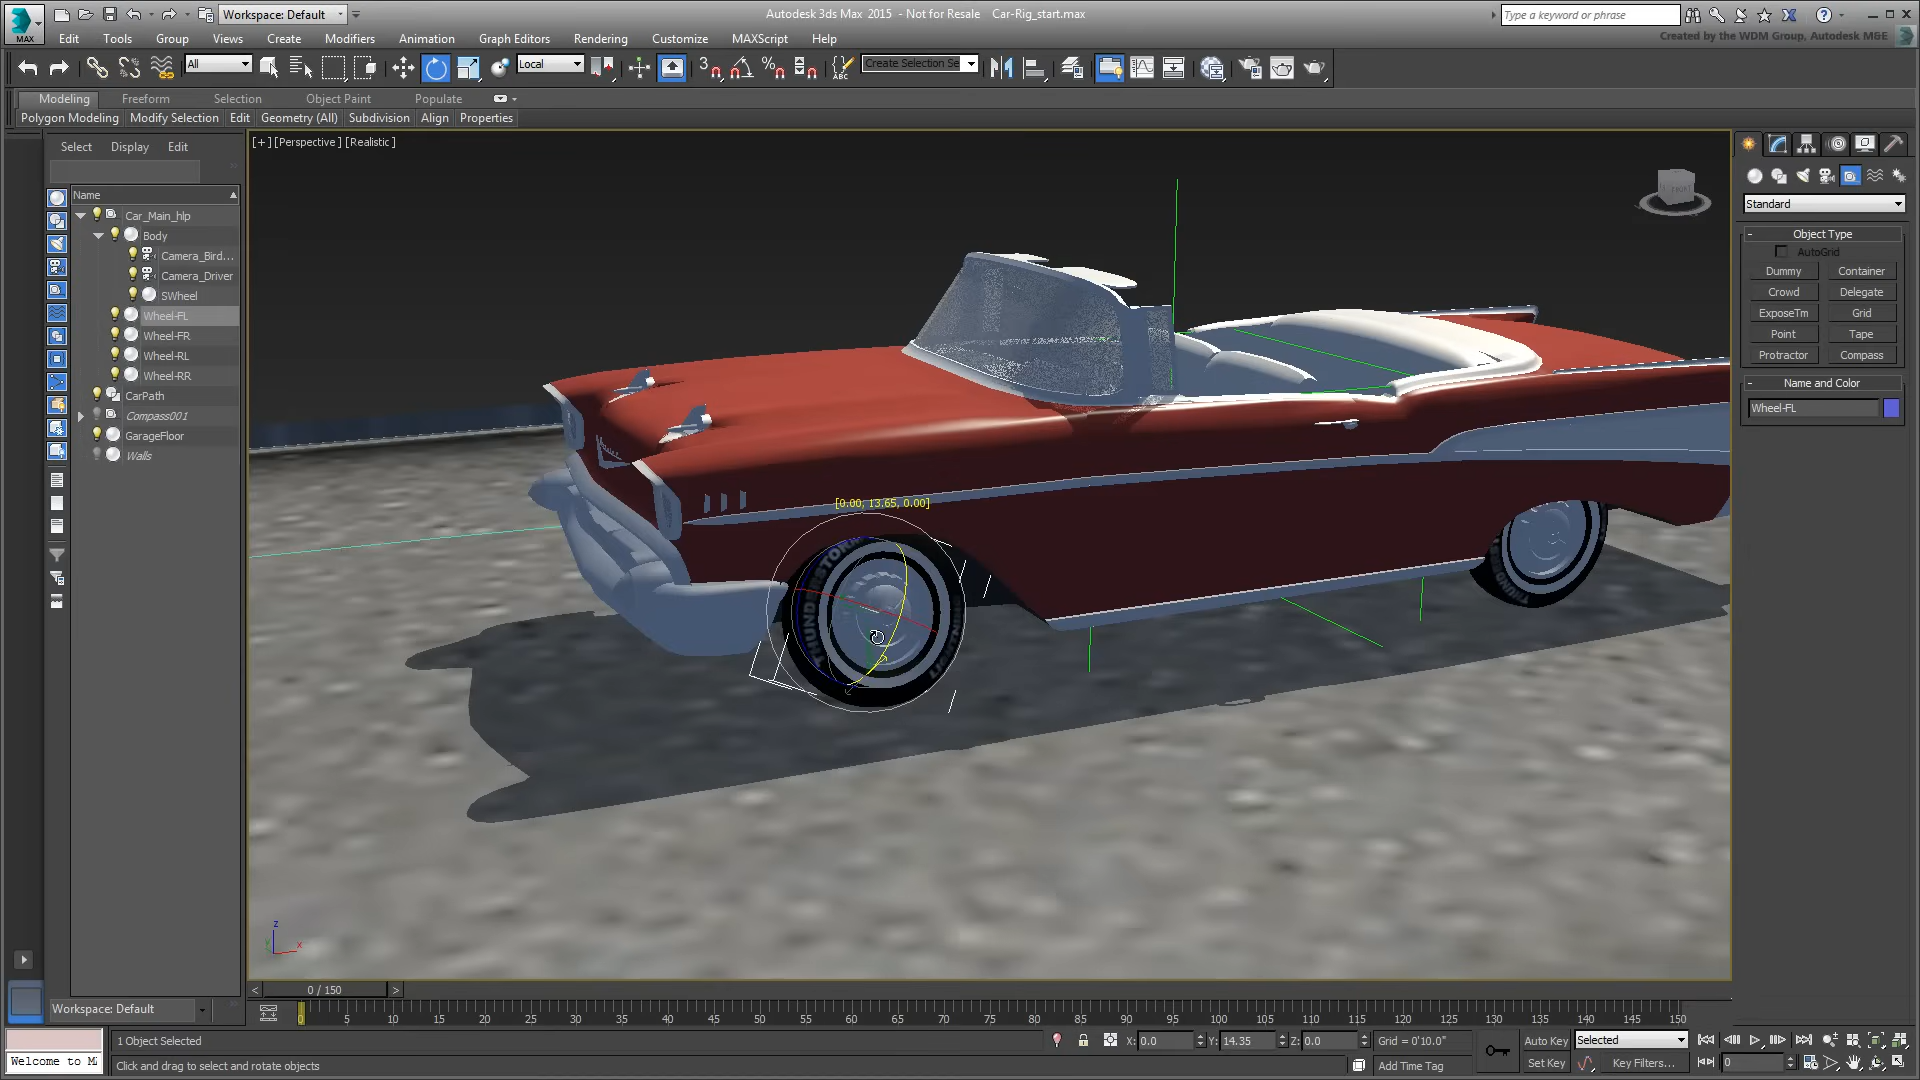 Workspace: Default
Autodesk 3ds Max 2015 - Not for Resale Car-Rig_start.max
Type a keyword or phrase
MAX
Edit Tools Group Views Create Modifiers Animation Graph Editors Rendering Customize MAXScript Help
Created by the WDM Group, Autodesk M&E
All
Local
3
ABC
Create Selection Se
Modeling Freeform Selection Object Paint Populate
Polygon Modeling Modify Selection Edit Geometry (All) Subdivision Align Properties
Select Display Edit
[+] [Perspective ] [Realistic ]
Name
Car_Main_hlp
Body
Camera_Bird...
Camera_Driver
SWheel
Wheel-FL
Wheel-FR
Wheel-RL
Wheel-RR
CarPath
Compass001
GarageFloor
Walls
FRONT
[0.00, 13.65, 0.00]
z
x
Standard
- Object Type
AutoGrid
Dummy Container
Crowd Delegate
ExposeTm Grid
Point Tape
Protractor Compass
- Name and Color
Wheel-FL
< 0 / 150 >
Workspace: Default
0 5 10 15 20 25 30 35 40 45 50 55 60 65 70 75 80 85 90 95 100 105 110 115 120 125 130 135 140 145 150
1 Object Selected
X: 0.0 Y: 14.35 Z: 0.0 Grid = 0'10.0"
Auto Key Selected
Welcome to M
Click and drag to select and rotate objects
Add Time Tag
Set Key Key Filters... 0